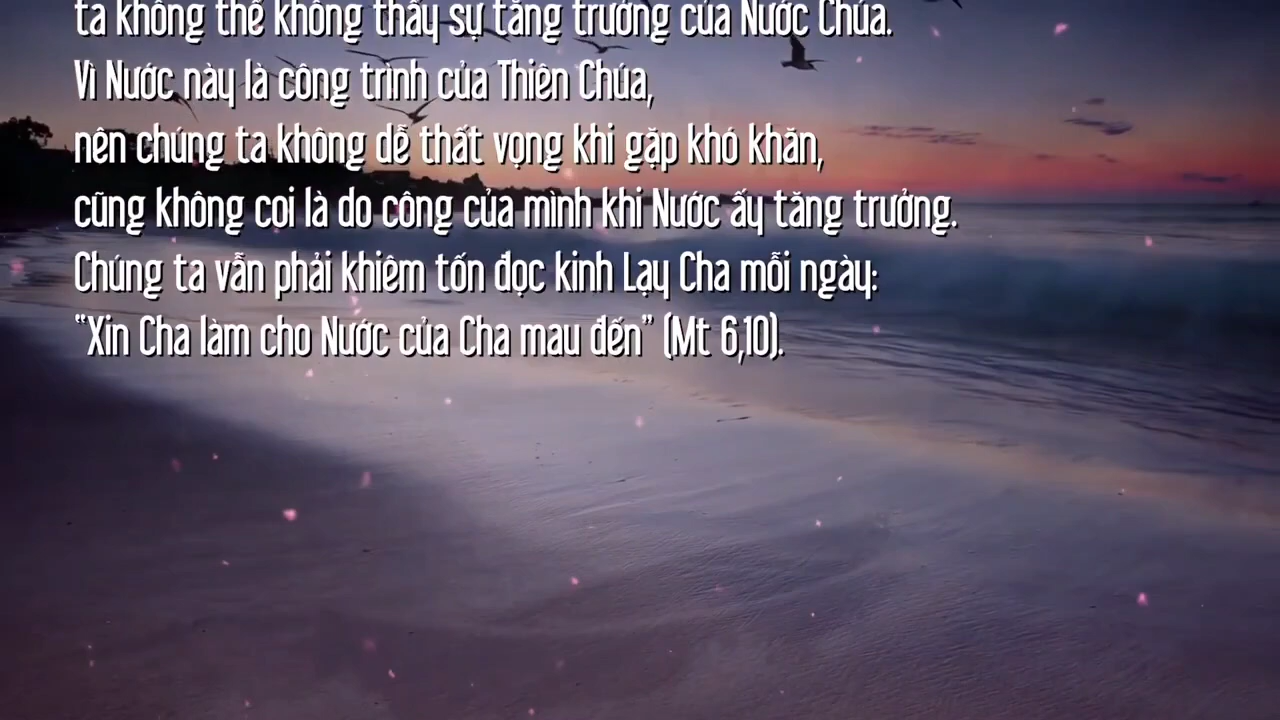 ta không thể không thấy sự tăng trưởng của Nước Chúa.
Vì Nước này là công trình của Thiên Chúa,
nên chúng ta không dễ thất vọng khi gặp khó khăn,
cũng không coi là do công của mình khi Nước ấy tăng trưởng.
Chúng ta vẫn phải khiêm tốn đọc kinh Lạy Cha mỗi ngày:
“Xin Cha làm cho Nước của Cha mau đến” (Mt 6,10).